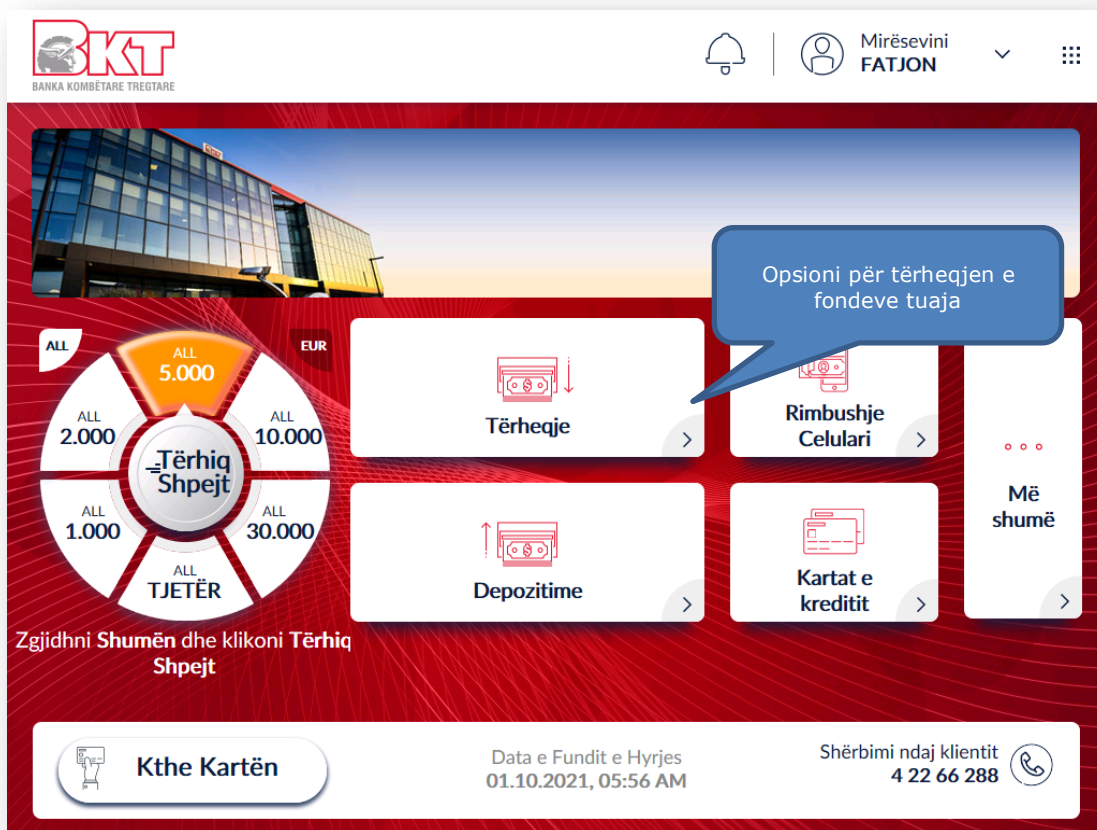 BKT
BANKA KOMBËTARE TREGTARE
Mirësevini
FATJON
Opsioni për tërheqjen e
fondeve tuaja
ALL
EUR
ALL
5.000
ALL
2.000
ALL
10.000
Tërhiq
Shpejt
ALL
1.000
ALL
30.000
ALL
TJETËR
Zgjidhni Shumën dhe klikoni Tërhiq
Shpejt
Tërheqje
Rimbushje
Celulari
Depozitime
Kartat e
kreditit
Më
shumë
Kthe Kartën
Data e Fundit e Hyrjes
01.10.2021, 05:56 AM
Shërbimi ndaj klientit
4 22 66 288